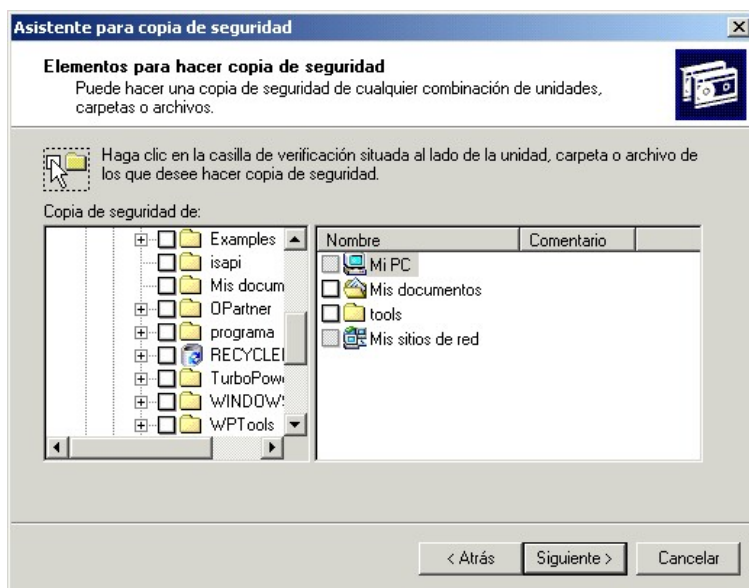 Asistente para copia de seguridad
Elementos para hacer copia de seguridad
Puede hacer una copia de seguridad de cualquier combinación de unidades,
carpetas o archivos.
Haga clic en la casilla de verificación situada al lado de la unidad, carpeta o archivo de
los que desee hacer copia de seguridad.
Copia de seguridad de:
Examples
isapi
Mis docum
OPartner
programa
RECYCLE
TurboPow
WINDOW
WPTools
Nombre Comentario
Mi PC
Mis documentos
tools
Mis sitios de red
< Atrás Siguiente > Cancelar